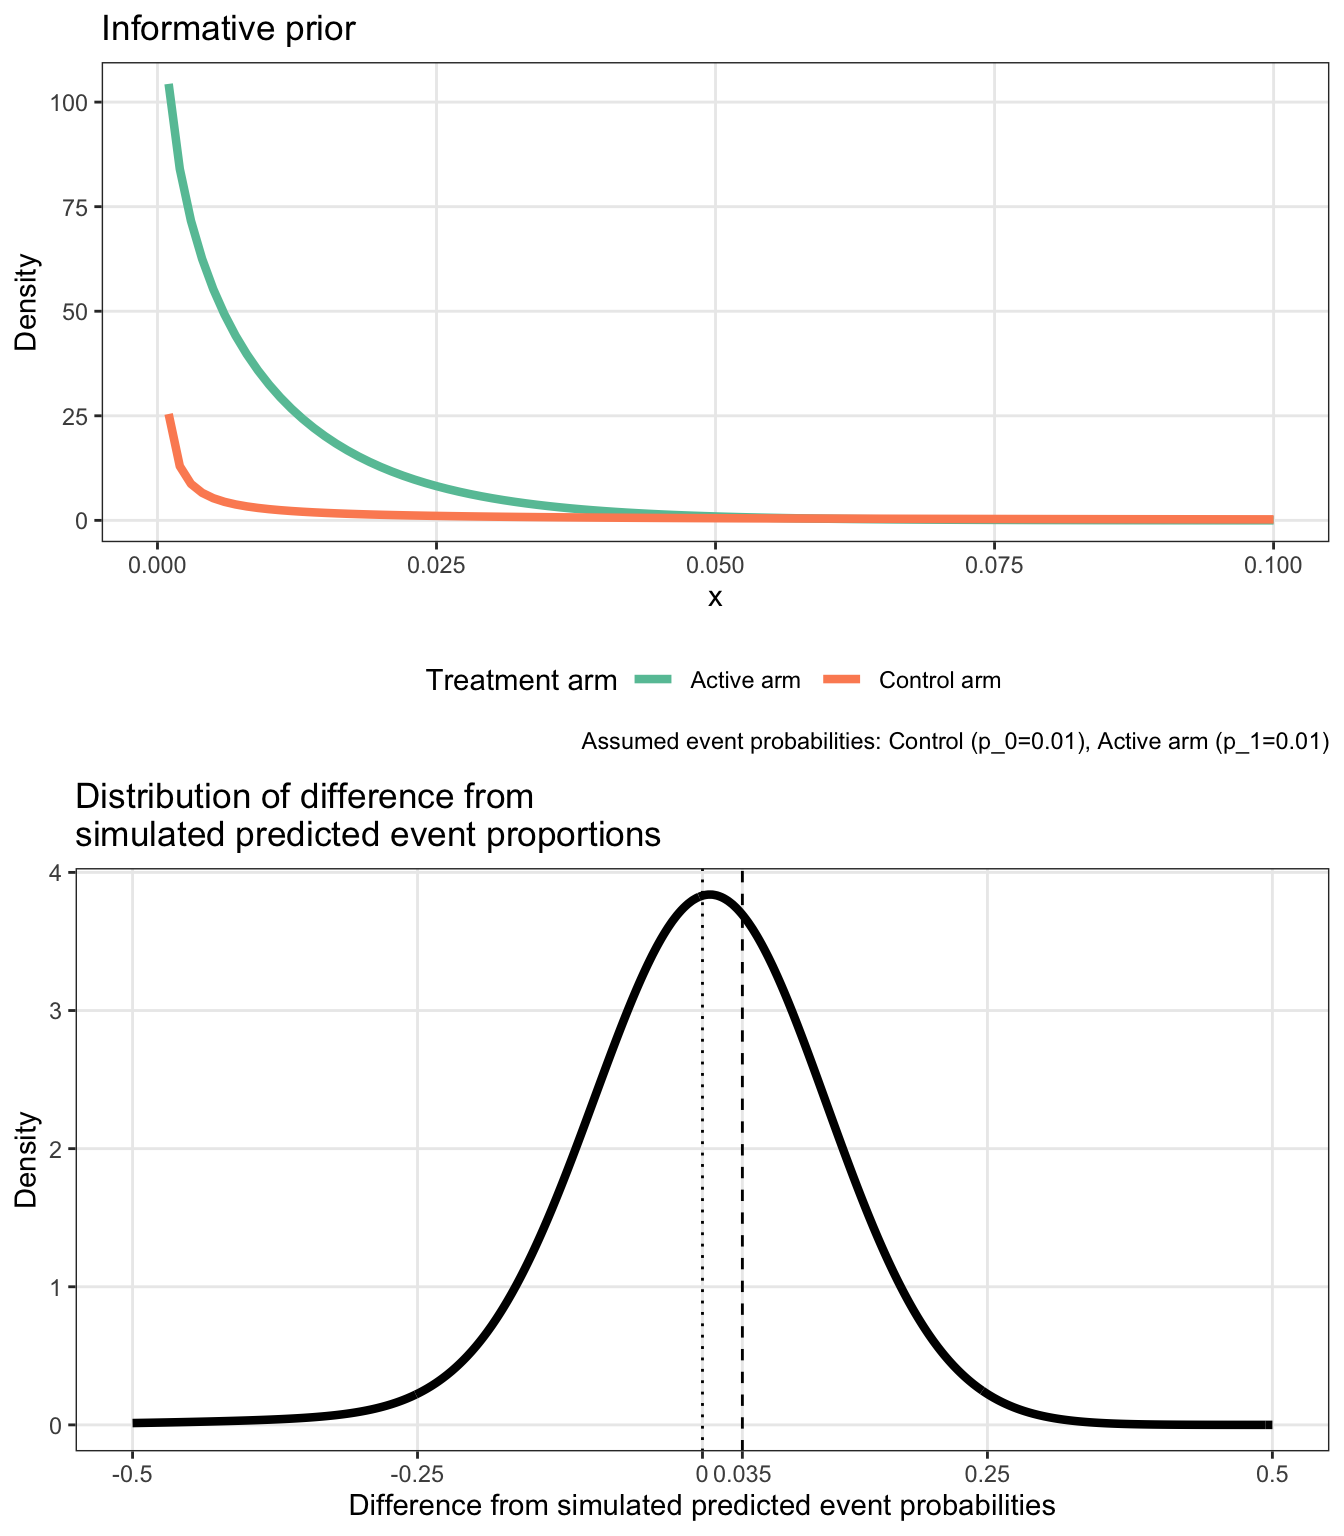 Informative prior
100
75
50
25
0
Density
0.000 0.025 0.050 0.075 0.100
x
Treatment arm Active arm Control arm
Assumed event probabilities: Control (p_0=0.01), Active arm (p_1=0.01)
Distribution of difference from
simulated predicted event proportions
4
3
2
1
0
Density
-0.5 -0.25 0 0.035 0.25 0.5
Difference from simulated predicted event probabilities